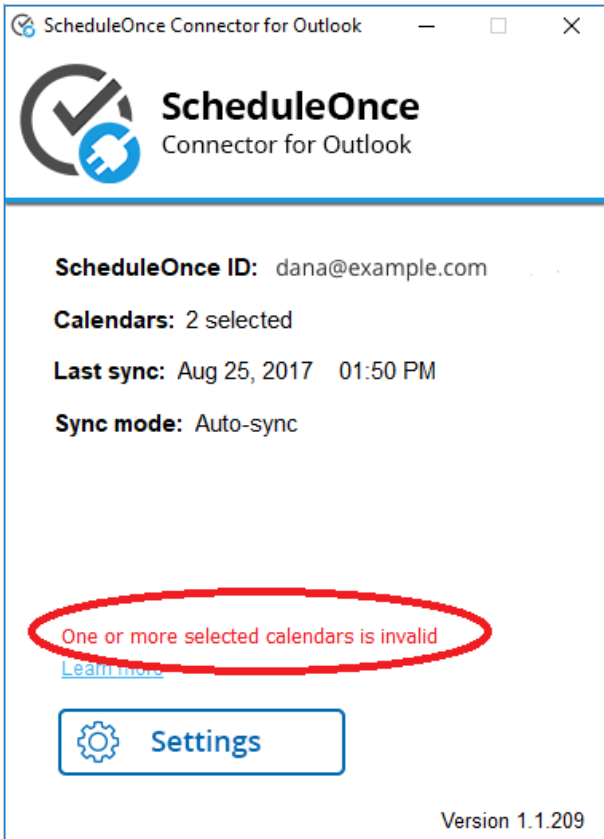 ScheduleOnce Connector for Outlook
ScheduleOnce
Connector for Outlook
ScheduleOnce ID: dana@example.com
Calendars: 2 selected
Last sync: Aug 25, 2017 01:50 PM
Sync mode: Auto-sync
One or more selected calendars is invalid
Learn more
Settings
Version 1.1.209